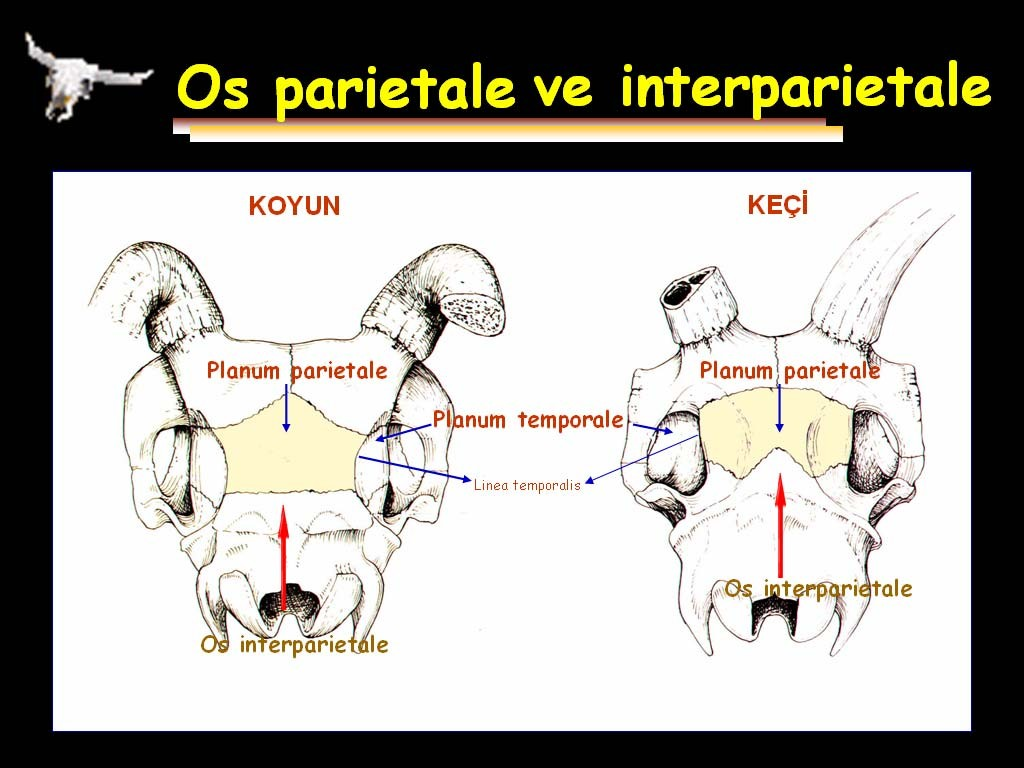 Os parietale ve interparietale
KOYUN
KEÇİ
Planum parietale
Planum parietale
Planum temporale
Linea temporalis
Os interparietale
Os interparietale